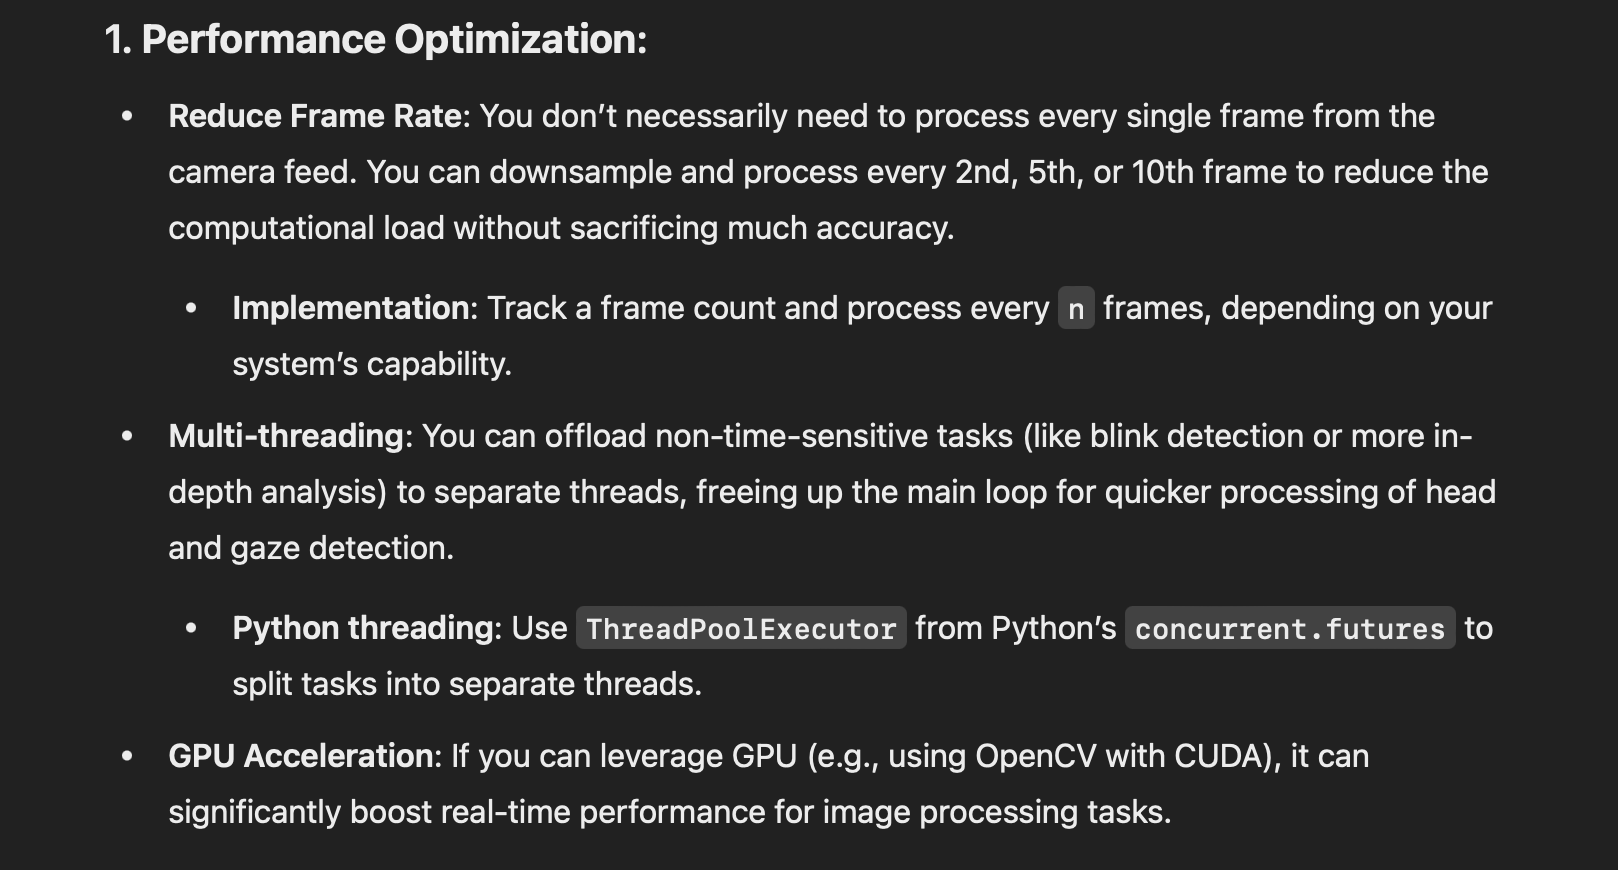 1. Performance Optimization:
• Reduce Frame Rate: You don’t necessarily need to process every single frame from the
camera feed. You can downsample and process every 2nd, 5th, or 10th frame to reduce the
computational load without sacrificing much accuracy.
• Implementation: Track a frame count and process every n frames, depending on your
system’s capability.
• Multi-threading: You can offload non-time-sensitive tasks (like blink detection or more in-
depth analysis) to separate threads, freeing up the main loop for quicker processing of head
and gaze detection.
• Python threading: Use ThreadPoolExecutor from Python’s concurrent.futures to
split tasks into separate threads.
• GPU Acceleration: If you can leverage GPU (e.g., using OpenCV with CUDA), it can
significantly boost real-time performance for image processing tasks.